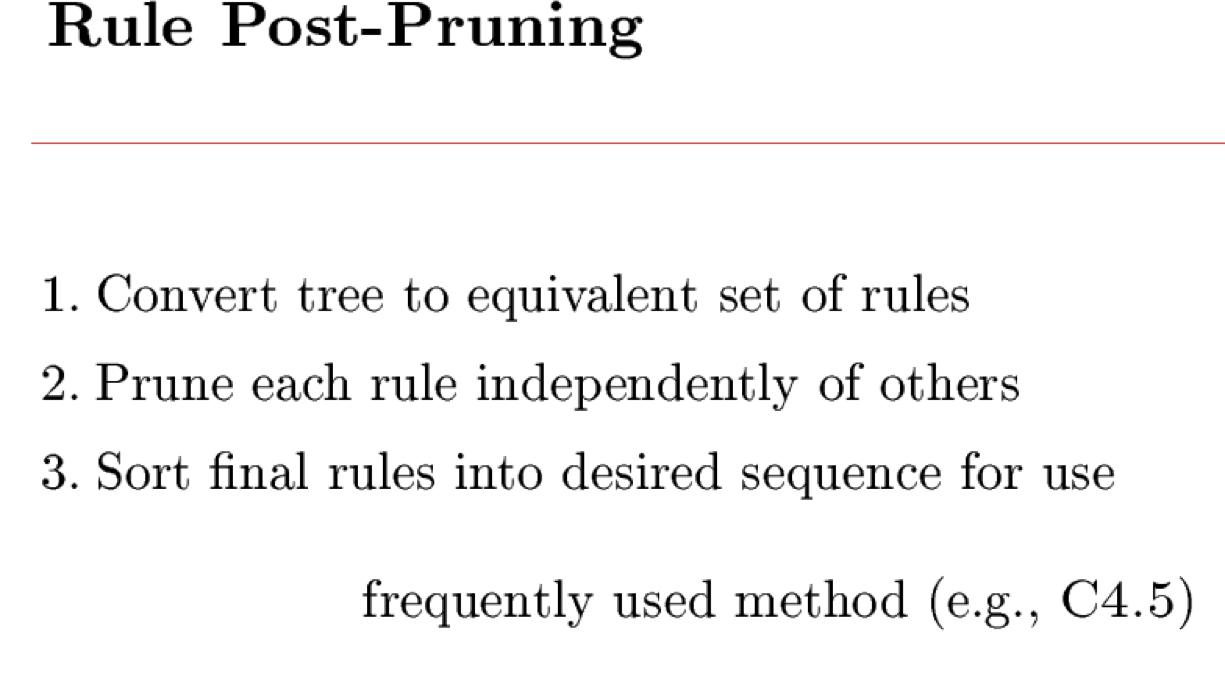 Rule Post-Pruning
1. Convert tree to equivalent set of rules
2. Prune each rule independently of others
3. Sort final rules into desired sequence for use
frequently used method (e.g., C4.5)